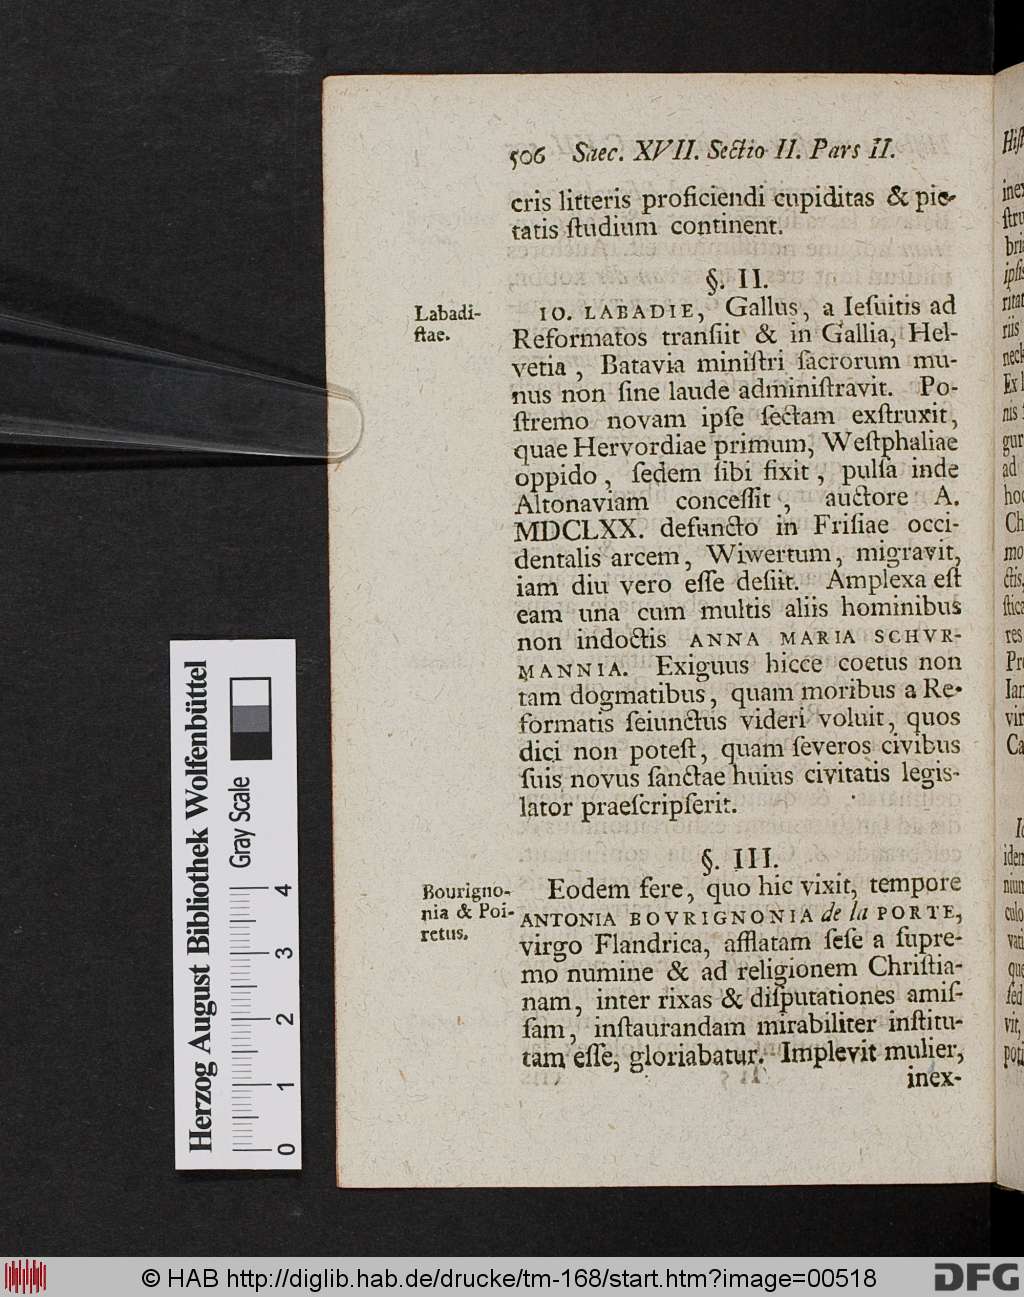 506 Saec. XVII. Sectio II. Pars II.
cris litteris proficiendi cupiditas & pie-
tatis ſtudium continent.
§. II.
Labadi-
ſtae.
IO. LABADIE, Gallus, a Ieſuitis ad
Reformatos tranſiit & in Gallia, Hel-
vetia, Batavia miniſtri ſacrorum mu-
nus non ſine laude adminiſtravit. Po-
ſtremo novam ipſe ſectam exſtruxit,
quae Hervordiae primum, Weſtphaliae
oppido, ſedem ſibi fixit, pulſa inde
Altonaviam conceſſit, auctore A.
MDCLXX. defuncto in Friſiae occi-
dentalis arcem, Wiwertum, migravit,
iam diu vero eſſe deſiit. Amplexa eſt
eam una cum multis aliis hominibus
non indoctis ANNA MARIA SCHVR-
MANNIA. Exiguus hicce coetus non
tam dogmatibus, quam moribus a Re-
formatis ſeiunctus videri voluit, quos
dici non poteſt, quam ſeveros civibus
ſuis novus ſanctae huius civitatis legis-
lator praeſcripſerit.
§. III.
Bourigno-
nia & Poi-
retus.
Eodem fere, quo hic vixit, tempore
ANTONIA BOVRIGNONIA de la PORTE,
virgo Flandrica, afflatam ſeſe a ſupre-
mo numine & ad religionem Chriſtia-
nam, inter rixas & diſputationes amiſ-
ſam, inſtaurandam mirabiliter inſtitu-
tam eſſe, gloriabatur. Implevit mulier,
inex-
Herzog August Bibliothek Wolfenbüttel
Gray Scale
0 1 2 3 4
© HAB http://diglib.hab.de/drucke/tm-168/start.htm?image=00518
DFG